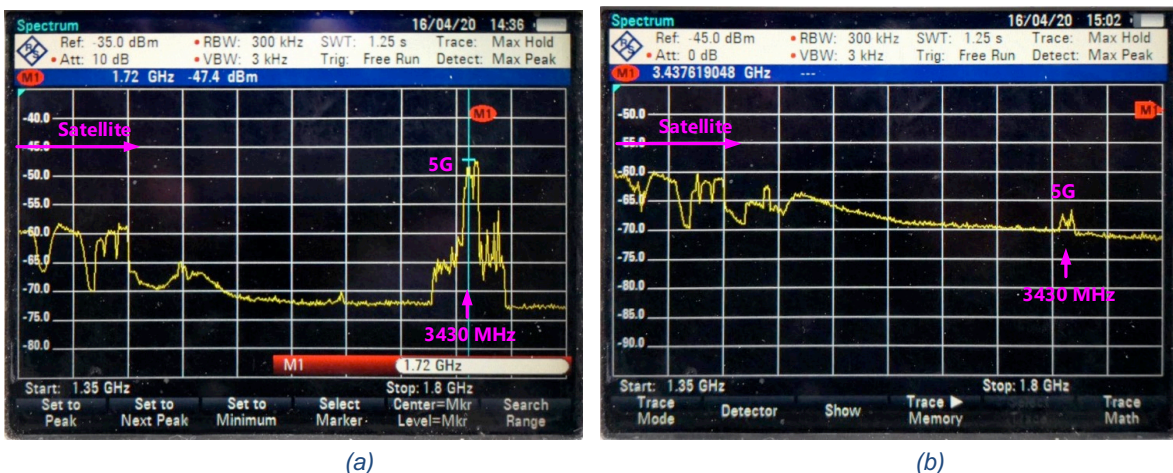 Spectrum 16/04/20 14:36
Ref: -35.0 dBm • RBW: 300 kHz SWT: 1.25 s Trace: Max Hold
• Att: 10 dB • VBW: 3 kHz Trig: Free Run Detect: Max Peak
M1 1.72 GHz -47.4 dBm
M1
-40.0
Satellite
-45.0
5G
-50.0
-55.0
-60.0
-65.0
-70.0
-75.0
3430 MHz
-80.0
M1 1.72 GHz
Start: 1.35 GHz Stop: 1.8 GHz
Set to Peak
Set to Next Peak
Set to Minimum
Select Marker
Center=Mkr Level=Mkr
Search Range
(a)
Spectrum 16/04/20 15:02
Ref: -45.0 dBm • RBW: 300 kHz SWT: 1.25 s Trace: Max Hold
• Att: 0 dB • VBW: 3 kHz Trig: Free Run Detect: Max Peak
M1 3.437619048 GHz ---
M1
-50.0
Satellite
-55.0
-60.0
5G
-65.0
-70.0
-75.0
3430 MHz
-80.0
-85.0
-90.0
Start: 1.35 GHz Stop: 1.8 GHz
Trace Mode
Detector
Show
Trace ▶ Memory
Trace Math
(b)